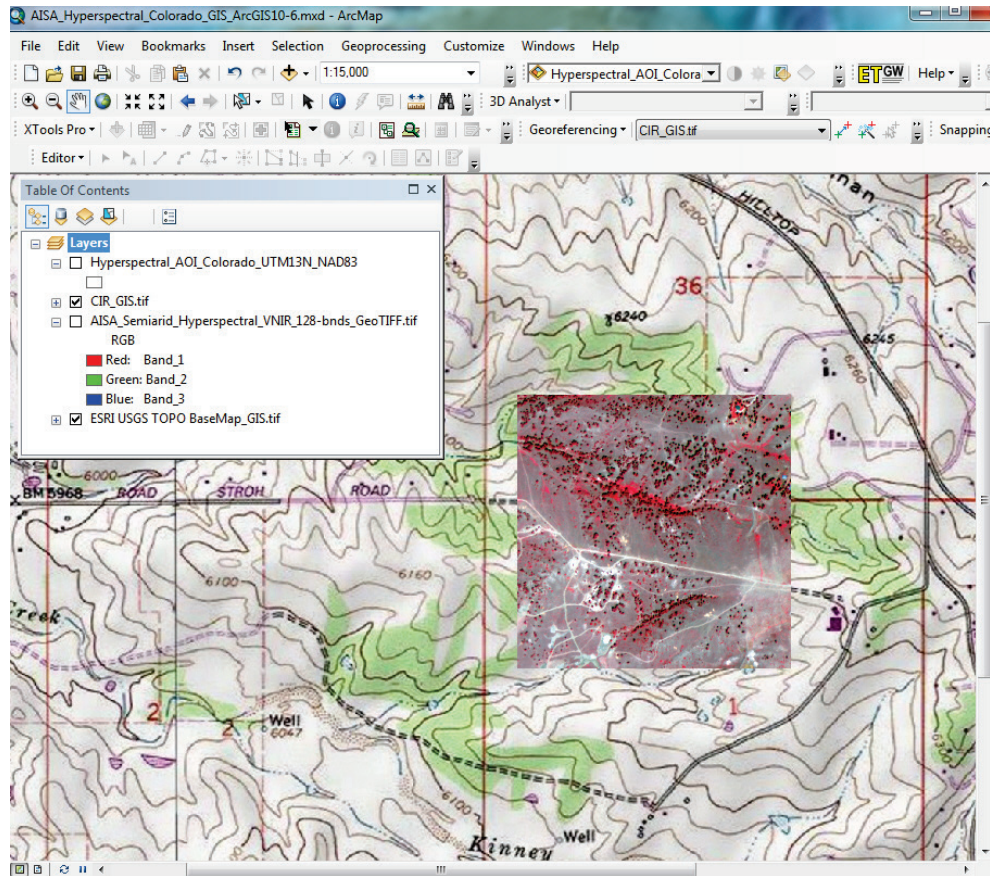 AISA_Hyperspectral_Colorado_GIS_ArcGIS10-6.mxd - ArcMap
File Edit View Bookmarks Insert Selection Geoprocessing Customize Windows Help
1:15,000 Hyperspectral_AOI_Colora ET GW Help
3D Analyst
XTools Pro Georeferencing CIR_GIS.tif Snapping
Editor
Table Of Contents
Layers
Hyperspectral_AOI_Colorado_UTM13N_NAD83
CIR_GIS.tif
AISA_Semiarid_Hyperspectral_VNIR_128-bnds_GeoTIFF.tif
RGB
Red: Band_1
Green: Band_2
Blue: Band_3
ESRI USGS TOPO BaseMap_GIS.tif
HILLTOP
6200
6200
36
6240
6245
6260
6000
BM 5968 ROAD STROH ROAD
6100
6160
Creek
2
2
Well
6047
1
6100
Kinney
Well